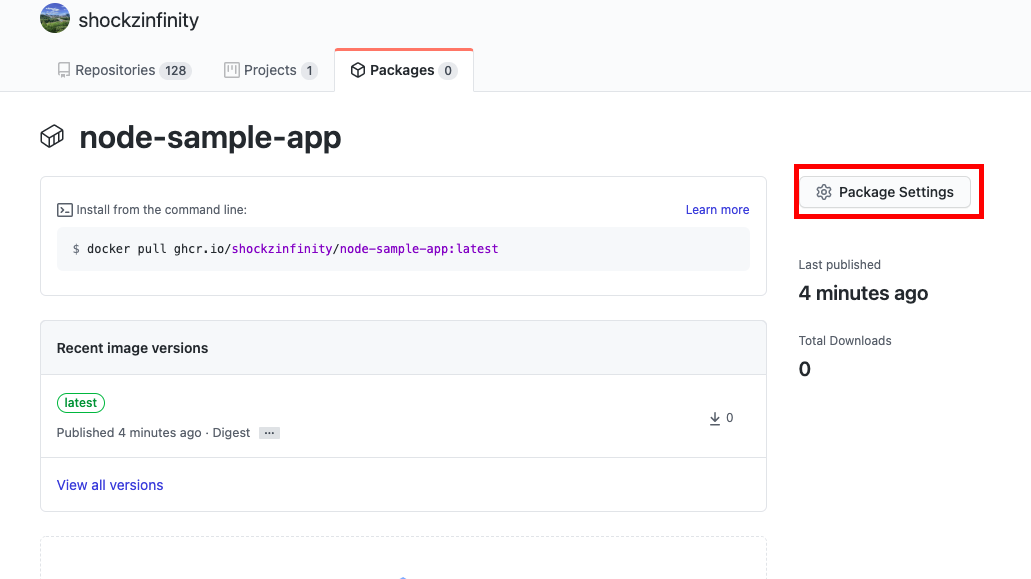 shockzinfinity
Repositories 128 Projects 1 Packages 0
node-sample-app
Package Settings
Install from the command line: Learn more
$ docker pull ghcr.io/shockzinfinity/node-sample-app:latest
Last published
4 minutes ago
Total Downloads
0
Recent image versions
latest
Published 4 minutes ago · Digest ...
0
View all versions